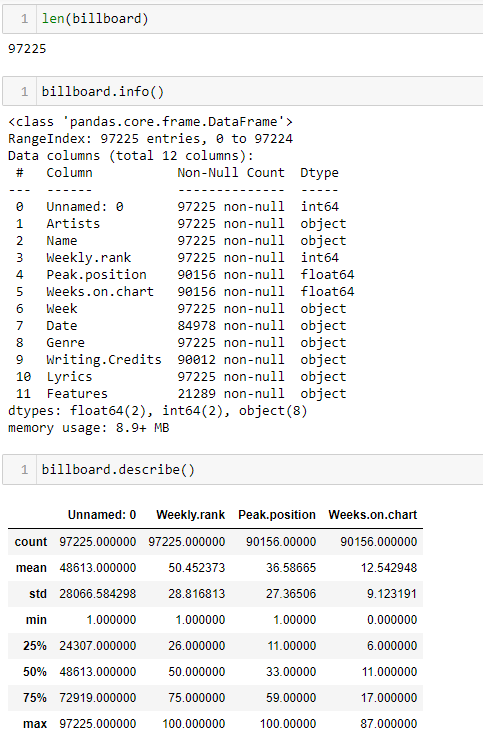 1 len(billboard)
97225
1 billboard.info()
<class 'pandas.core.frame.DataFrame'>
RangeIndex: 97225 entries, 0 to 97224
Data columns (total 12 columns):
 #   Column           Non-Null Count  Dtype
---  ------           --------------  -----
 0   Unnamed: 0       97225 non-null  int64
 1   Artists          97225 non-null  object
 2   Name             97225 non-null  object
 3   Weekly.rank      97225 non-null  int64
 4   Peak.position    90156 non-null  float64
 5   Weeks.on.chart   90156 non-null  float64
 6   Week             97225 non-null  object
 7   Date             84978 non-null  object
 8   Genre            97225 non-null  object
 9   Writing.Credits  90012 non-null  object
 10  Lyrics           97225 non-null  object
 11  Features         21289 non-null  object
dtypes: float64(2), int64(2), object(8)
memory usage: 8.9+ MB
1 billboard.describe()
Unnamed: 0 Weekly.rank Peak.position Weeks.on.chart
count 97225.000000 97225.000000 90156.00000 90156.000000
mean 48613.000000 50.452373 36.58665 12.542948
std 28066.584298 28.816813 27.36506 9.123191
min 1.000000 1.000000 1.00000 0.000000
25% 24307.000000 26.000000 11.00000 6.000000
50% 48613.000000 50.000000 33.00000 11.000000
75% 72919.000000 75.000000 59.00000 17.000000
max 97225.000000 100.000000 100.00000 87.000000